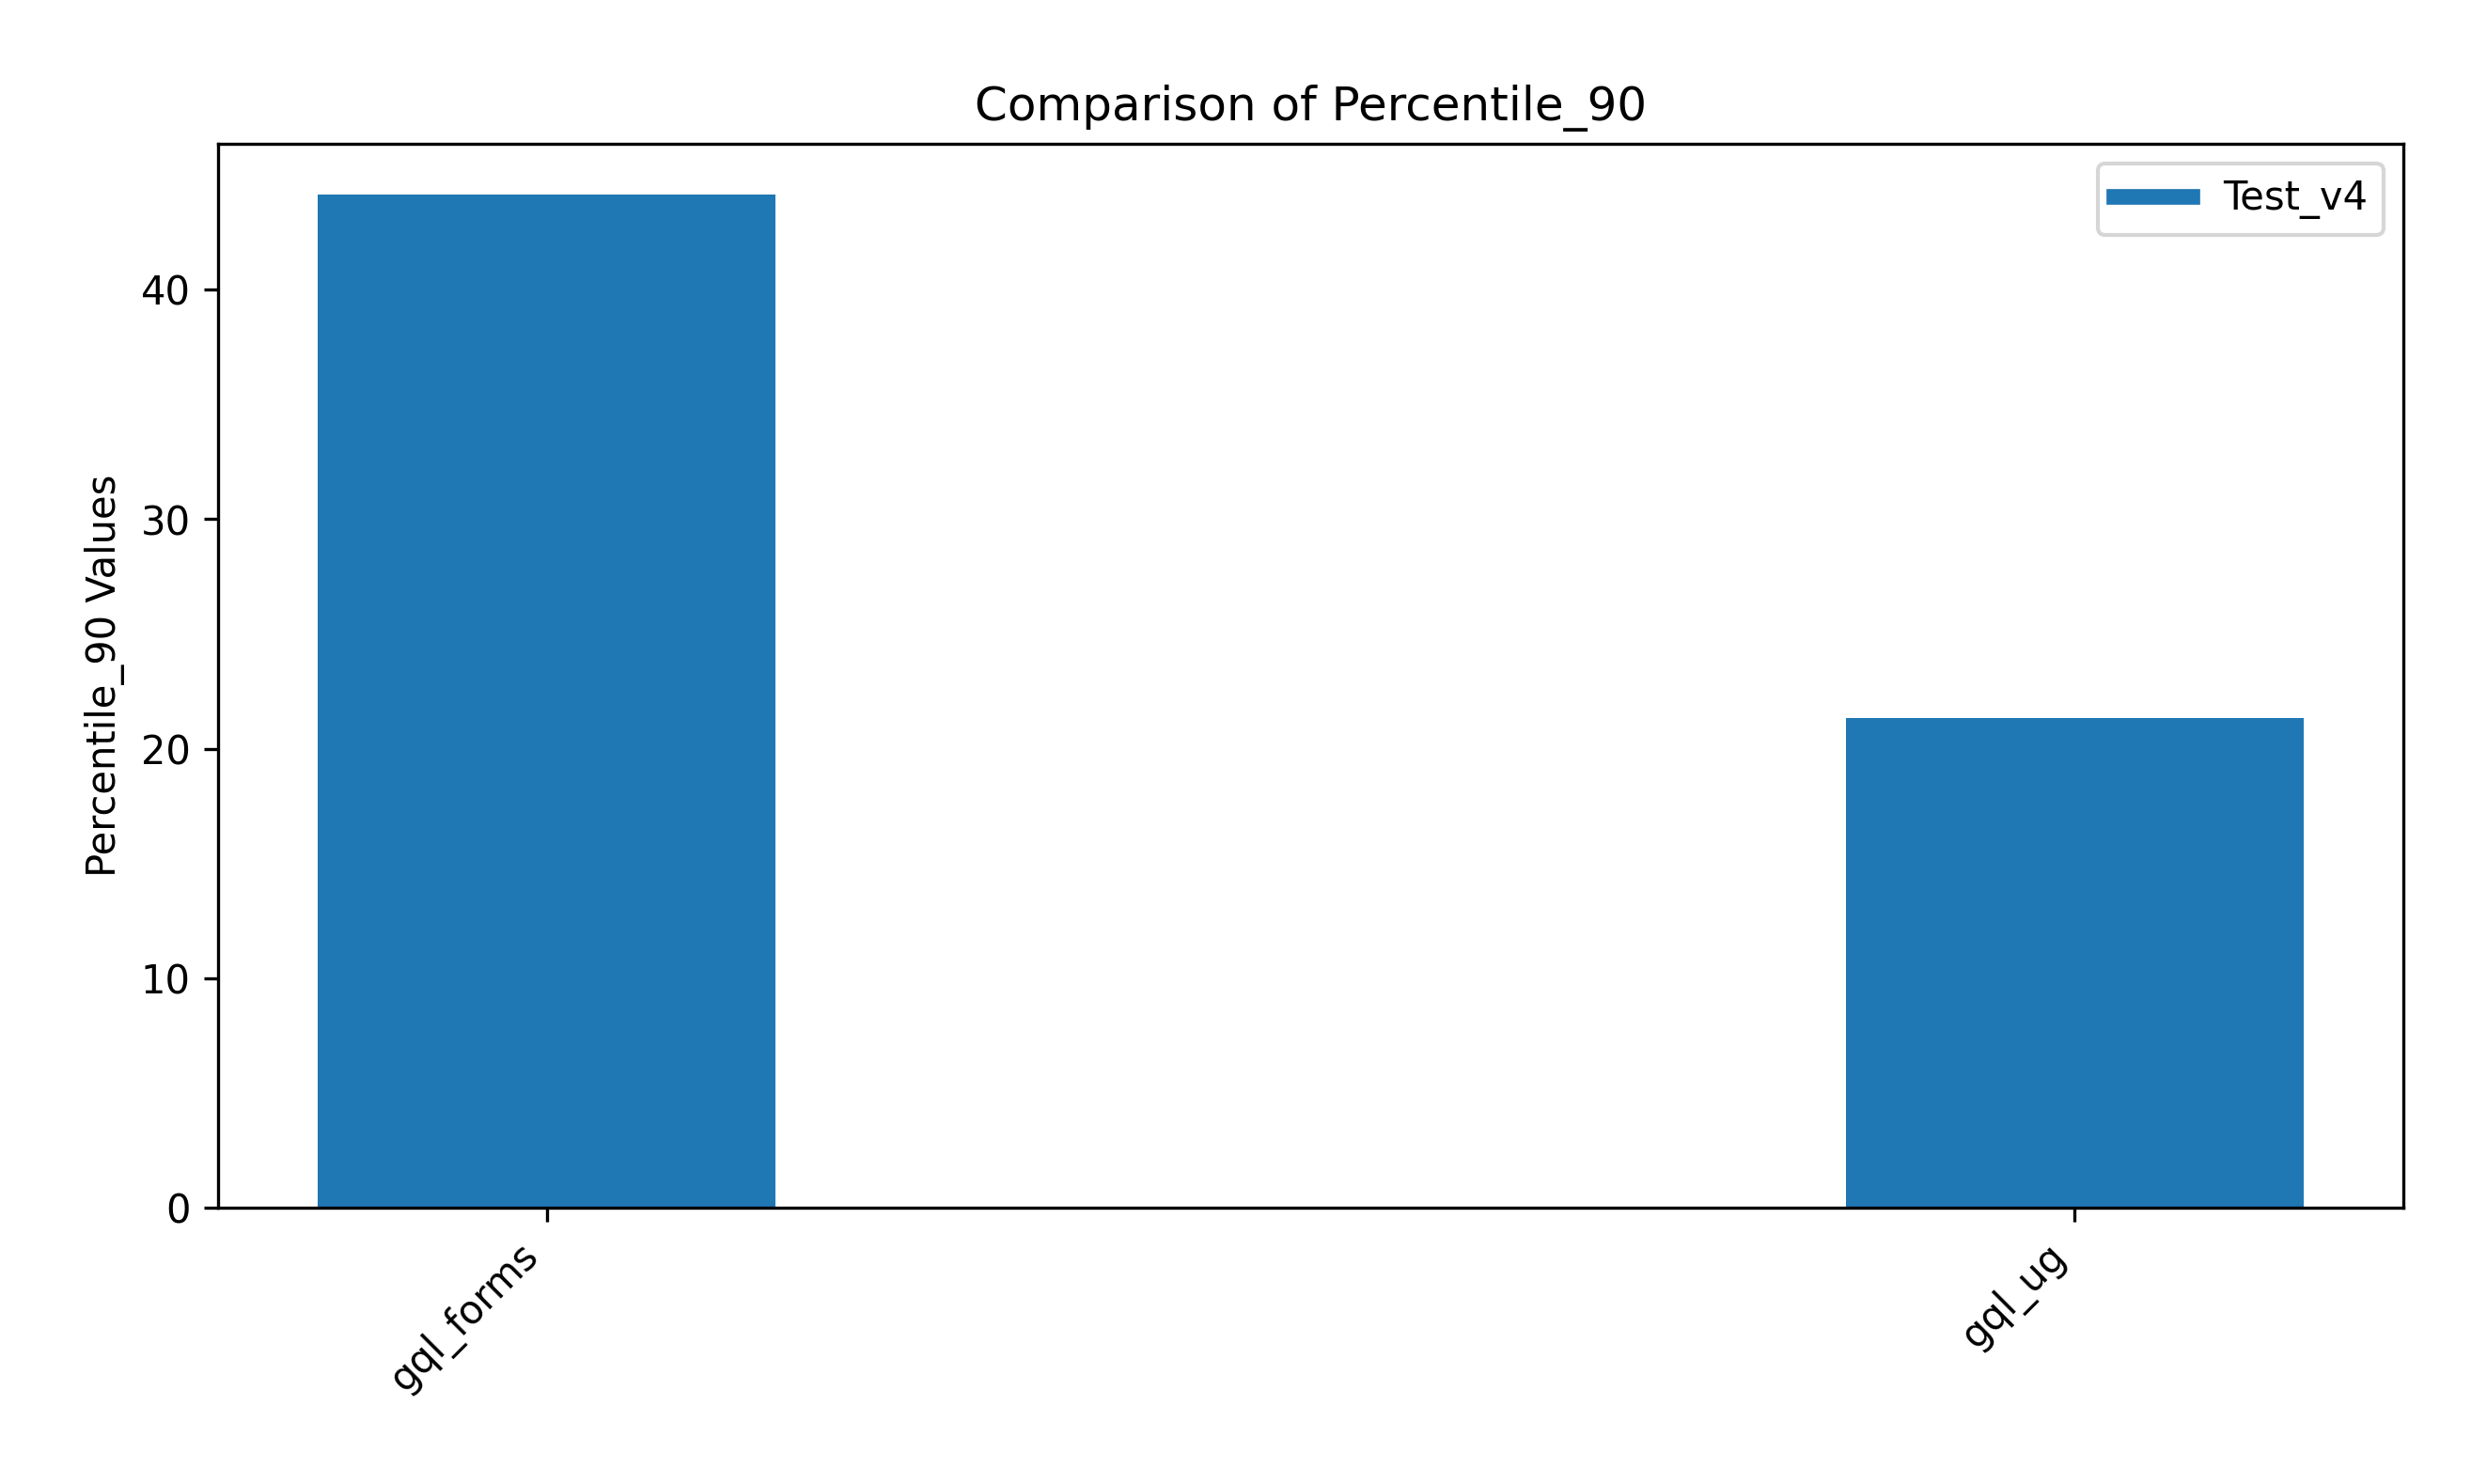 Comparison of Percentile_90
Test_v4
Percentile_90 Values
40
30
20
10
0
gql_forms
gql_ug